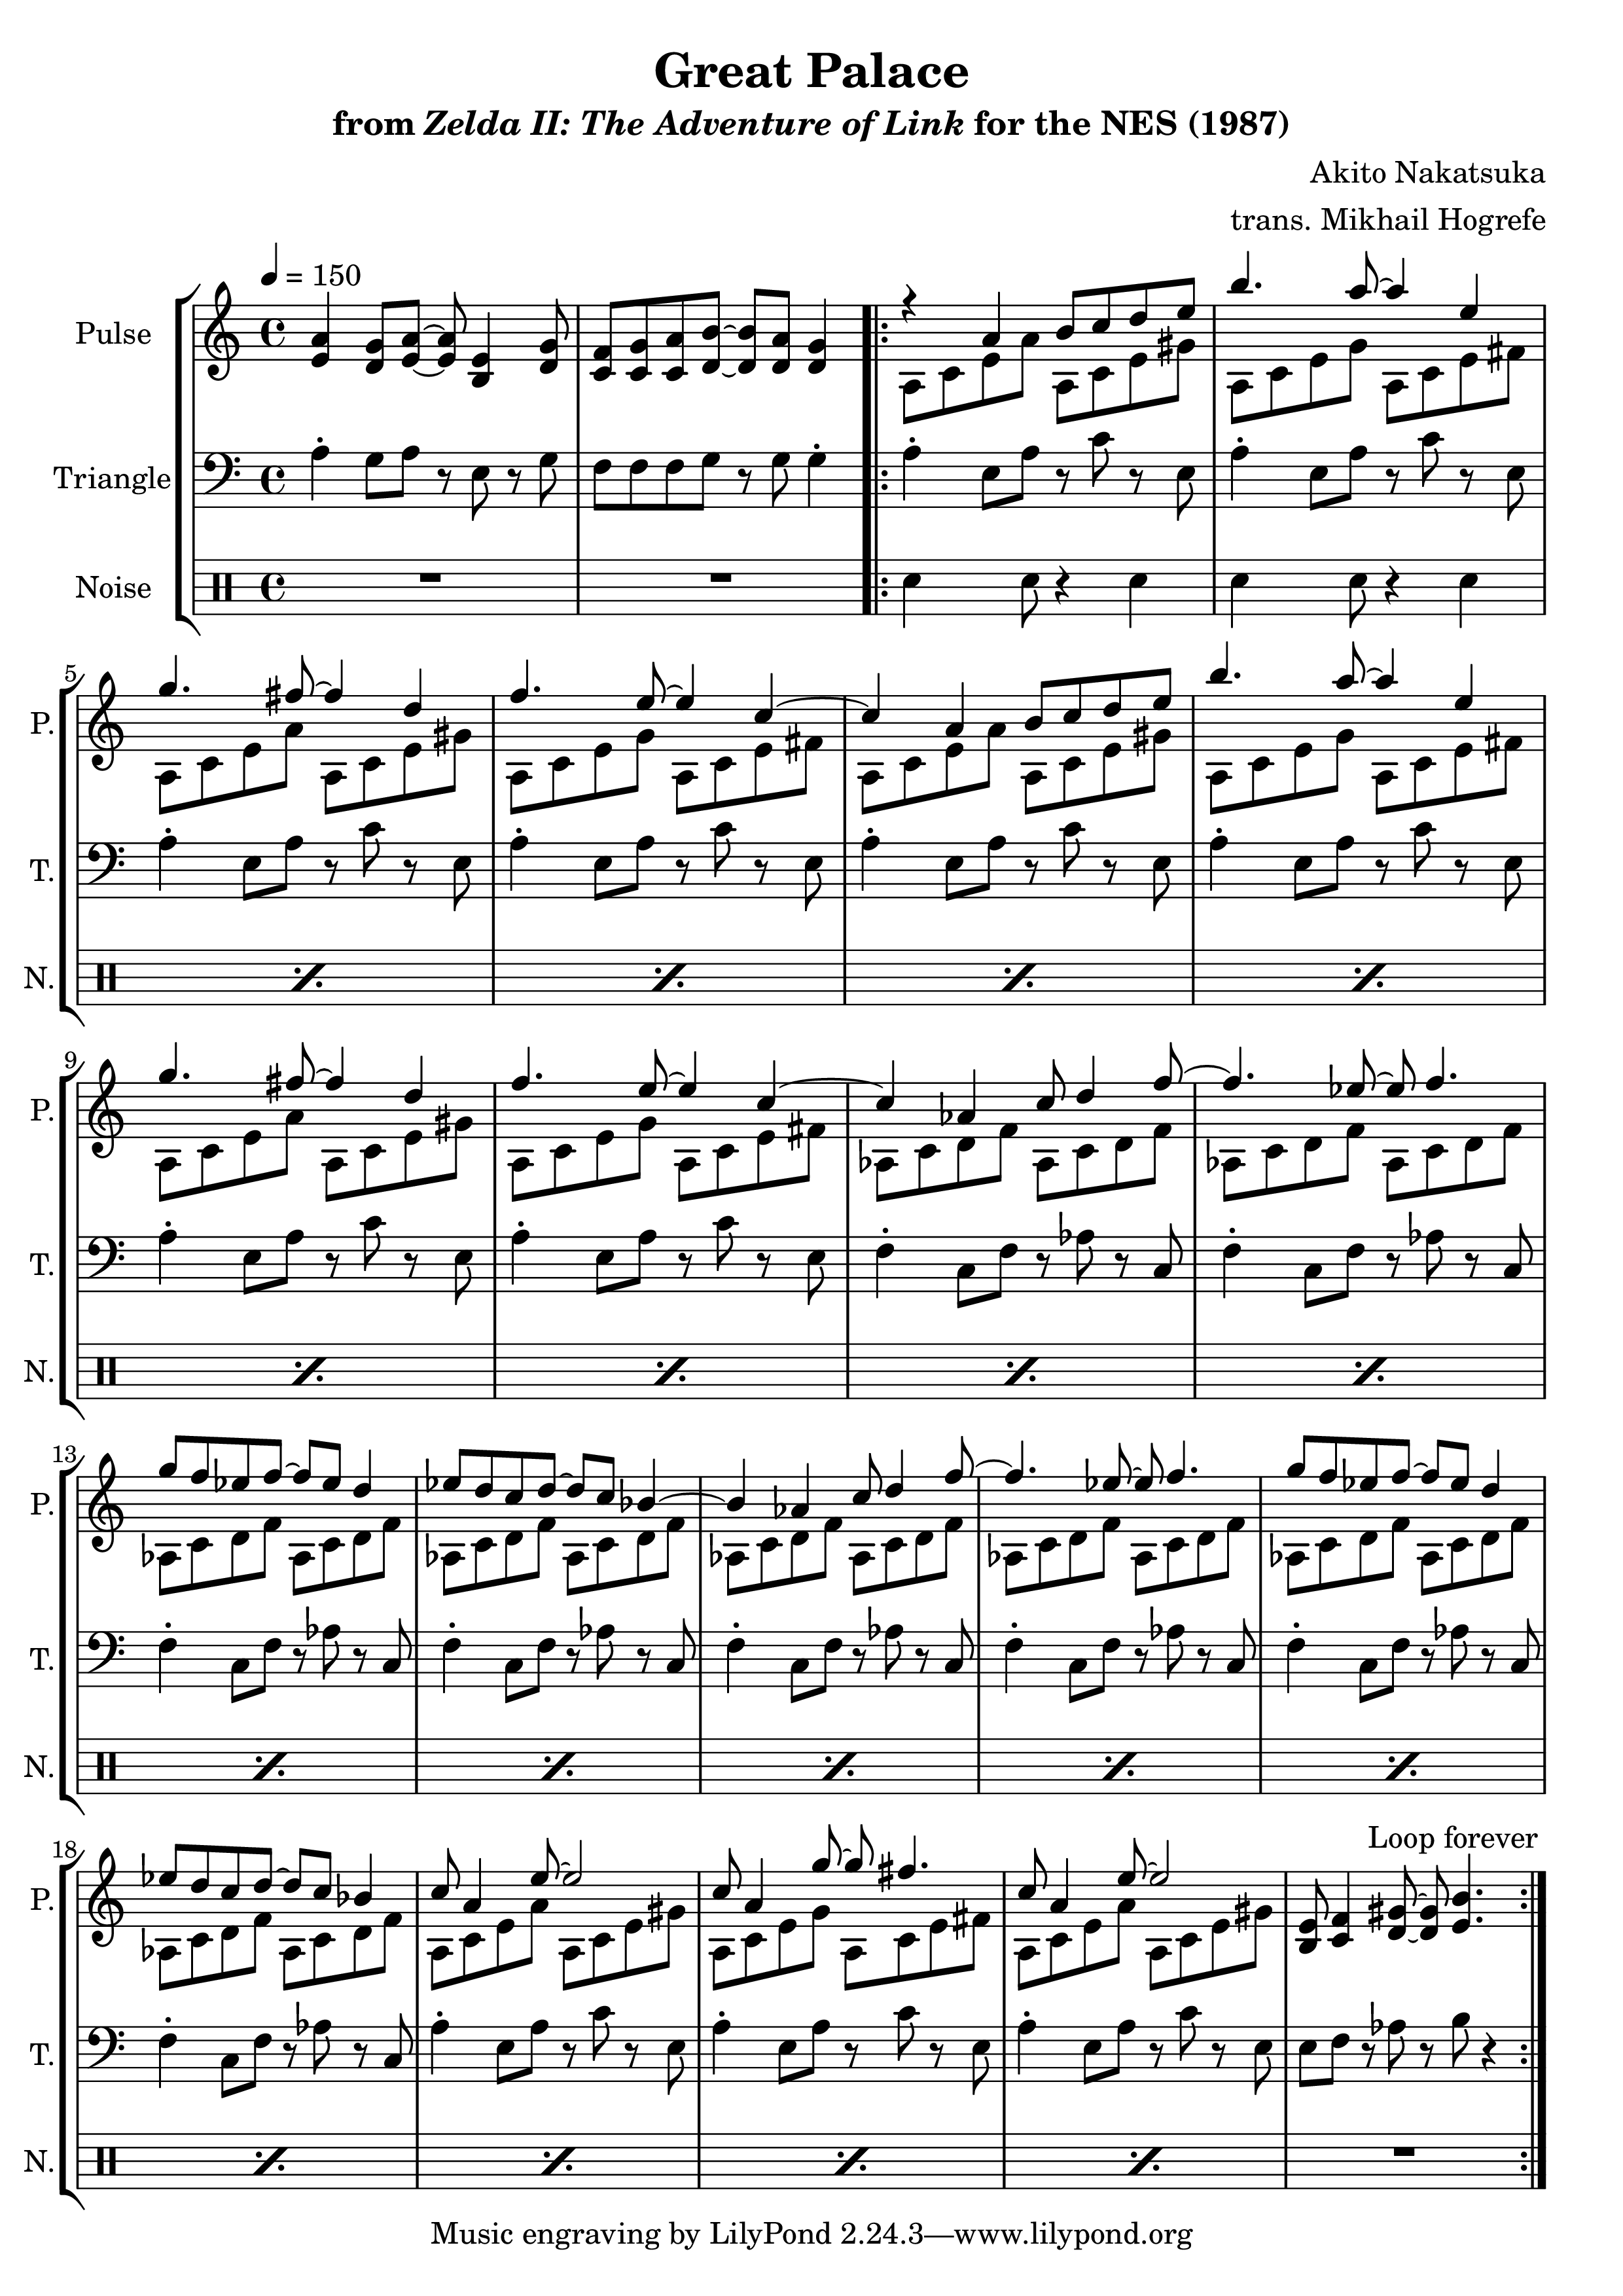 Great Palace
from Zelda II: The Adventure of Link for the NES (1987)
Akito Nakatsuka
trans. Mikhail Hogrefe
= 150
Pulse
Triangle
Noise
5
P.
T.
N.
9
P.
T.
N.
13
P.
T.
N.
Loop forever
18
P.
T.
N.
Music engraving by LilyPond 2.24.3—www.lilypond.org